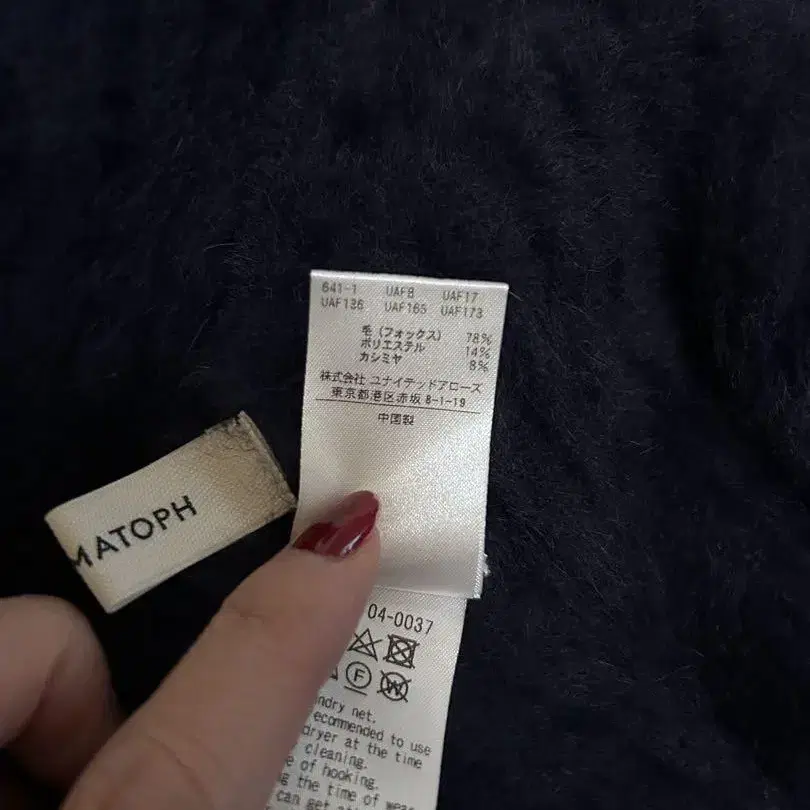 641-1 UAF8 UAF17
UAF136 UAF165 UAF173
毛(フォックス) 78%
ポリエステル 14%
カシミヤ 8%
株式会社 ユナイテッドアローズ
東京都港区赤坂 8-1-19
中国製
MATOPH
04-0037
F
W
ndry net.
ecommended to use
dryer at the time
cleaning.
e of hooking.
g the time of wea
can get